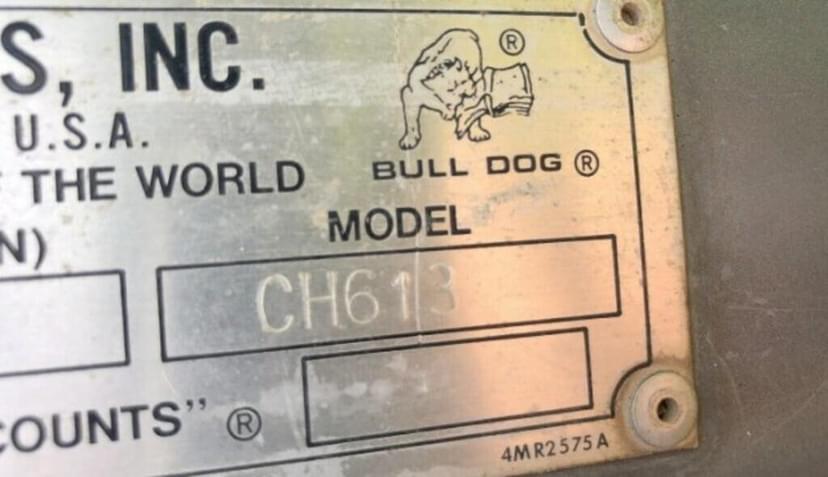 S, INC.
®
U.S.A.
THE WORLD
BULL DOG ®
N)
MODEL
CH613
COUNTS" ®
4MR2575A